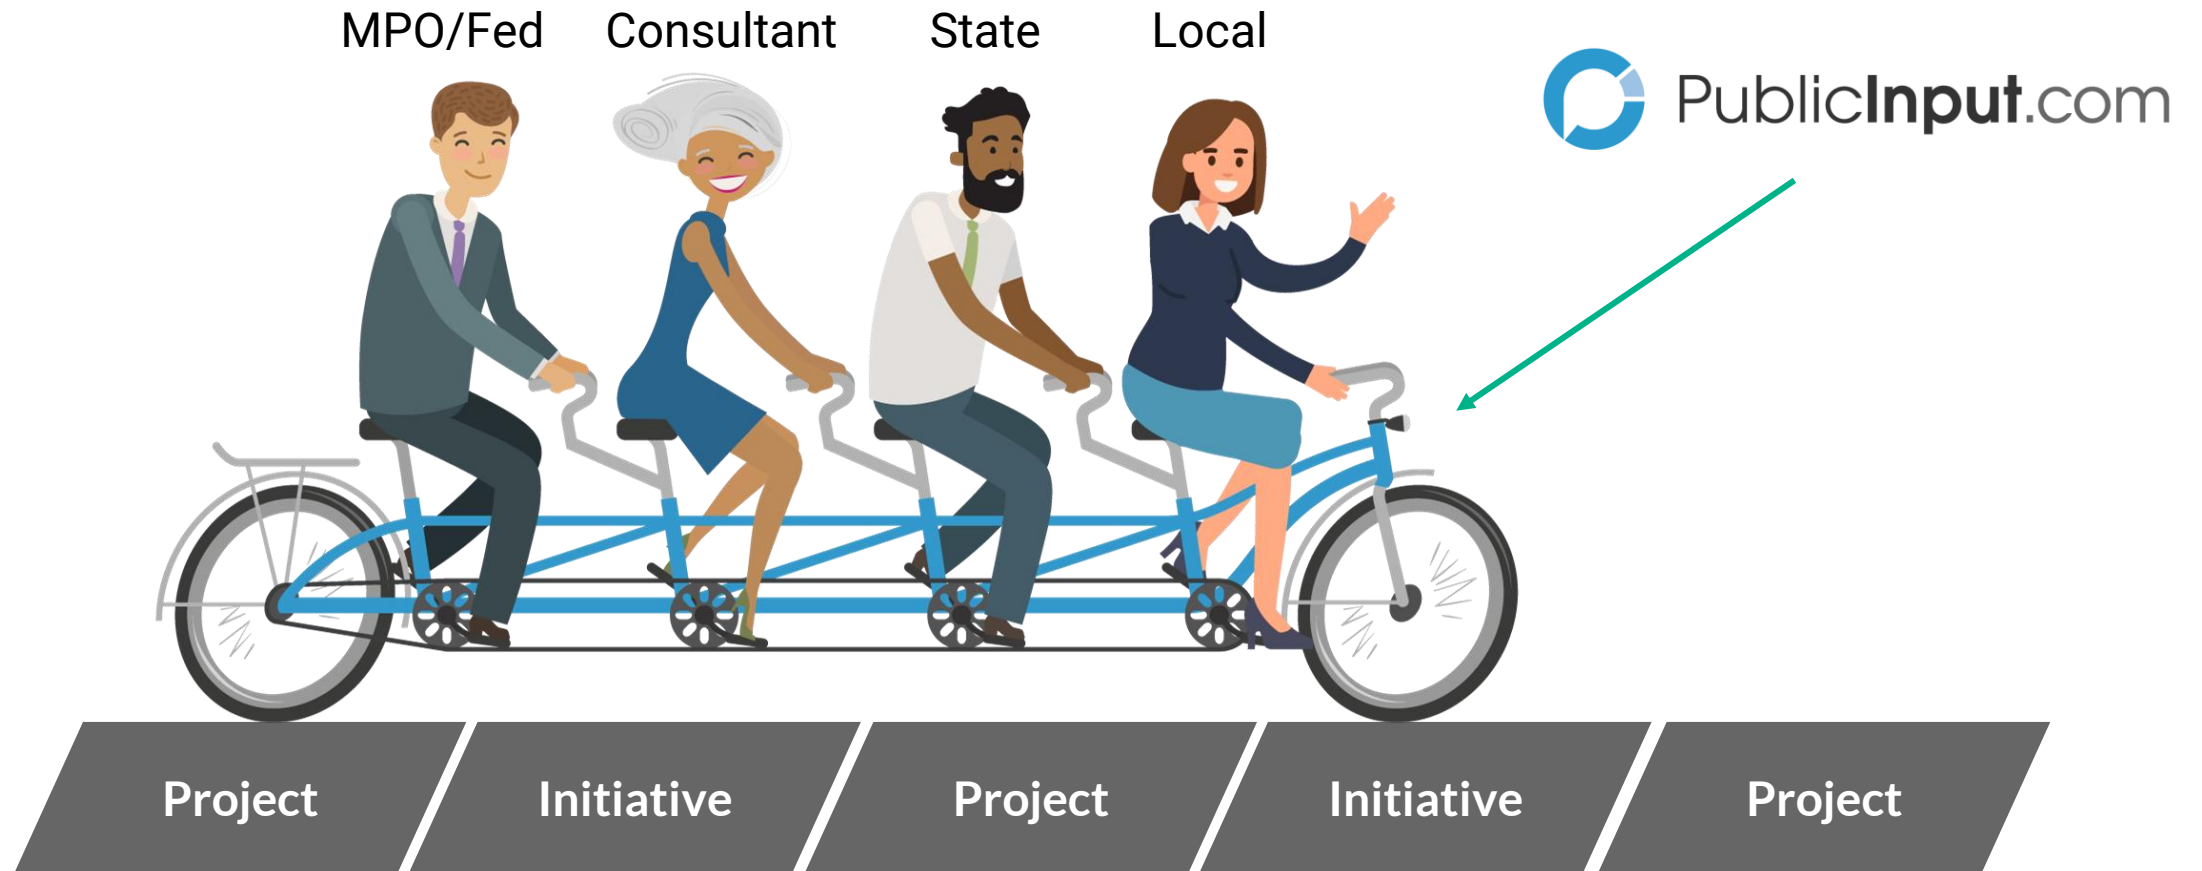 MPO/Fed Consultant State Local
PublicInput.com
Project Initiative Project Initiative Project